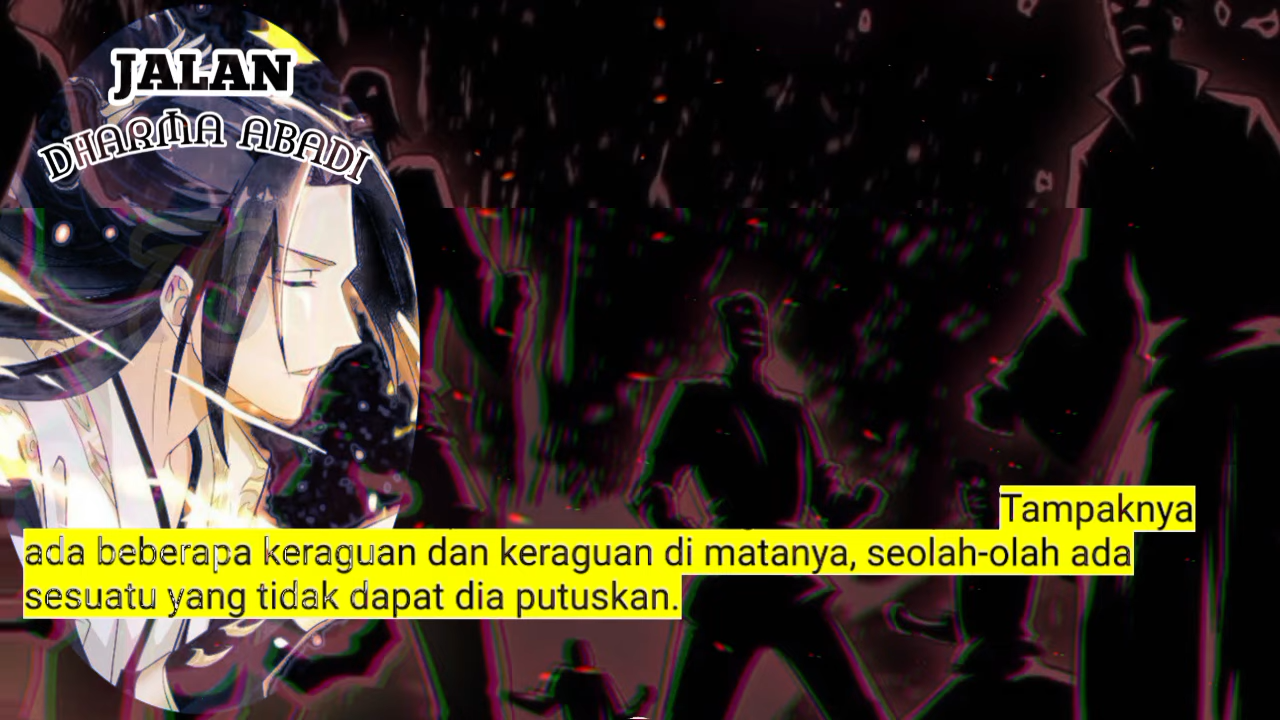 JALAN
DHARMA ABADI
Tampaknya
ada beberapa keraguan dan keraguan di matanya, seolah-olah ada
sesuatu yang tidak dapat dia putuskan.